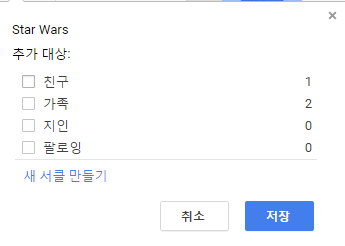 Star Wars
추가 대상:
친구 1
가족 2
지인 0
팔로잉 0
새 서클 만들기
취소 저장